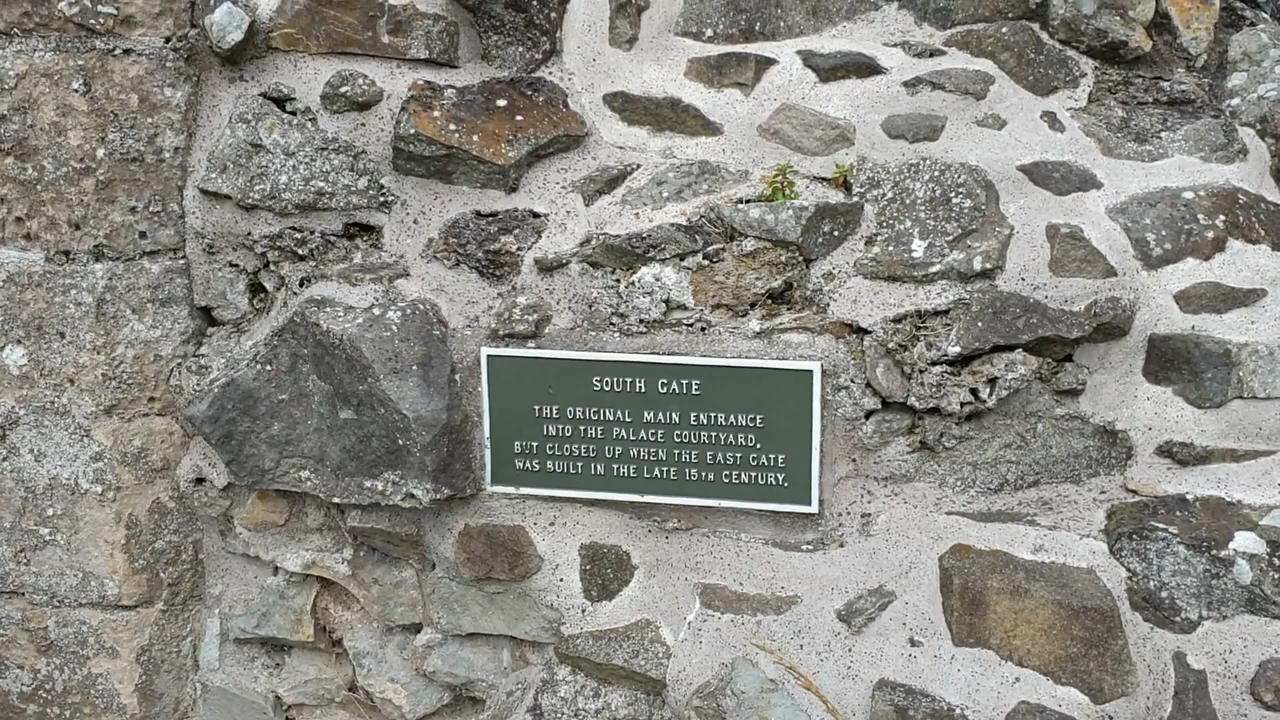 SOUTH GATE
THE ORIGINAL MAIN ENTRANCE
INTO THE PALACE COURTYARD.
BUT CLOSED UP WHEN THE EAST GATE
WAS BUILT IN THE LATE 15TH CENTURY.